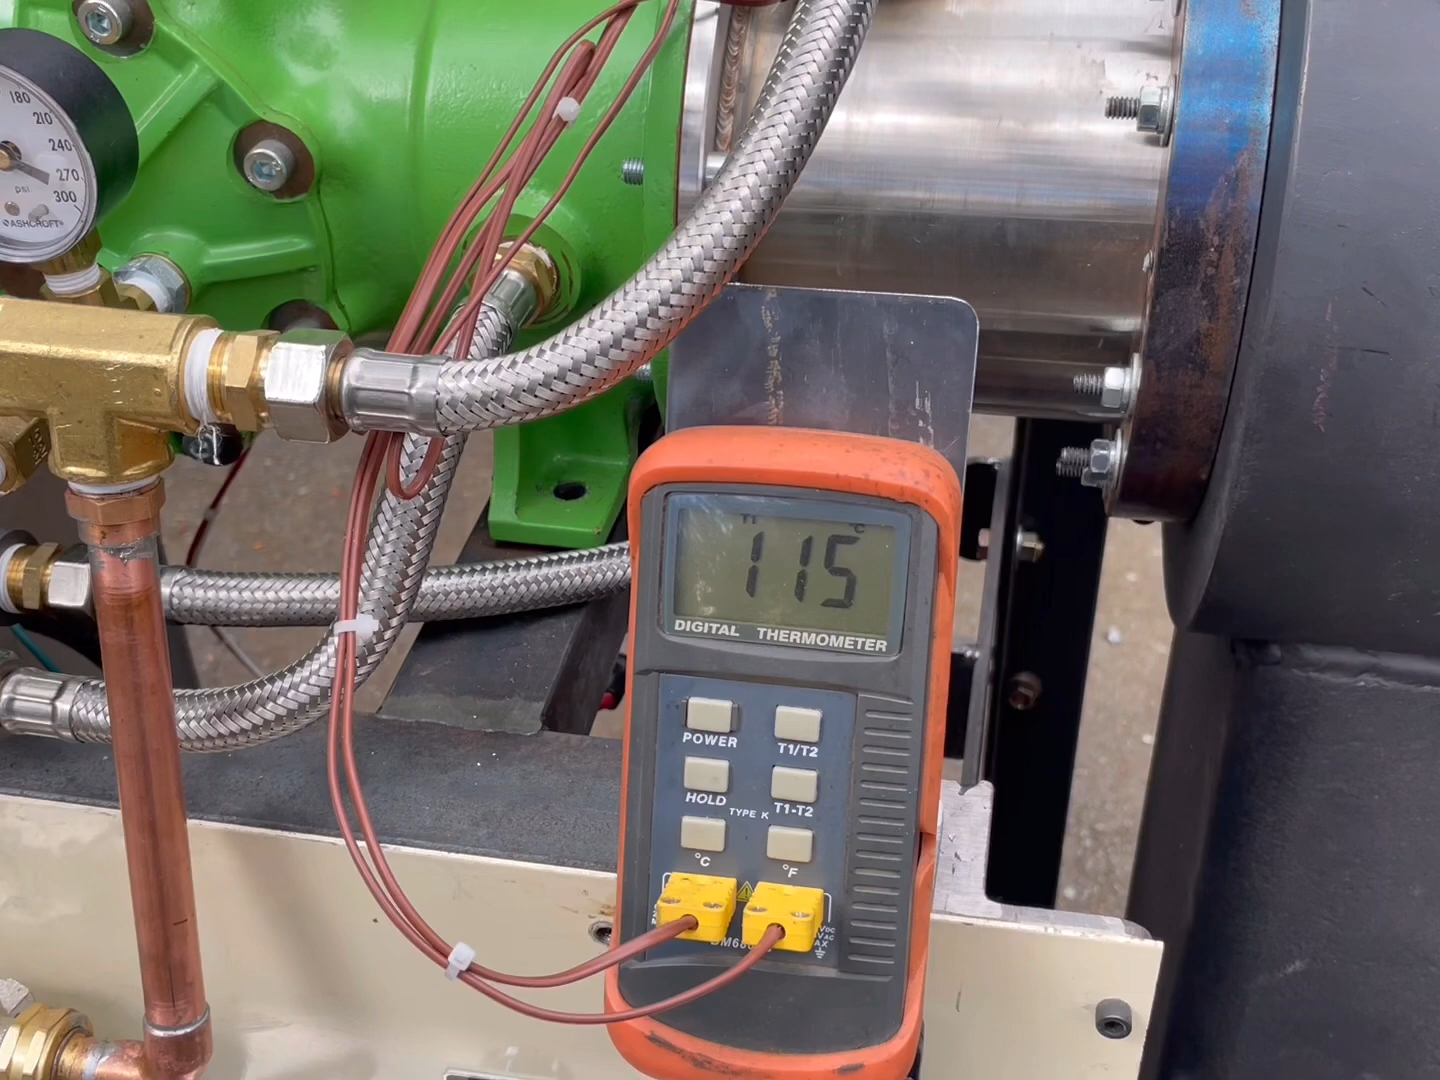 180
210
240
270
300
psi
ASHCROFT
T1 °C
115
DIGITAL THERMOMETER
POWER
T1/T2
HOLD
TYPE K
T1-T2
°C
°F